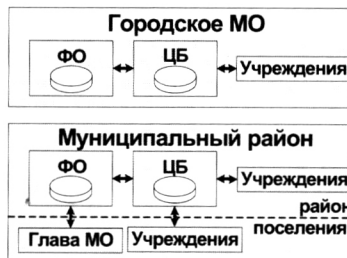 Городское МО
ФО
ЦБ
Учреждения
Муниципальный район
ФО
ЦБ
Учреждения
район
поселения
Глава МО
Учреждения